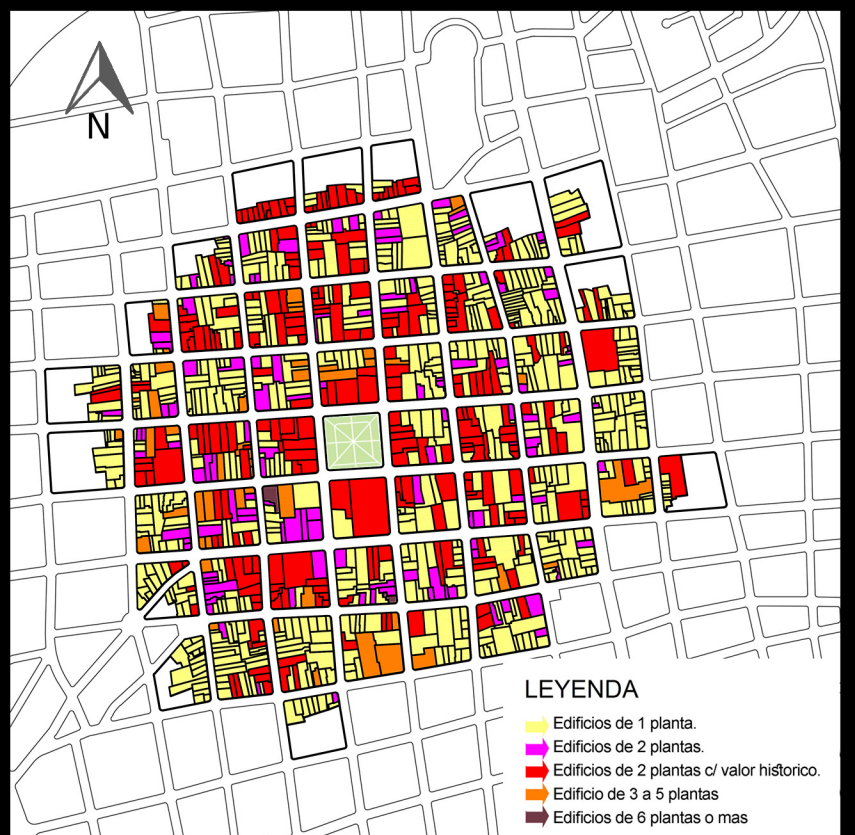 N
LEYENDA
Edificios de 1 planta.
Edificios de 2 plantas.
Edificios de 2 plantas c/ valor historico.
Edificio de 3 a 5 plantas
Edificios de 6 plantas o mas